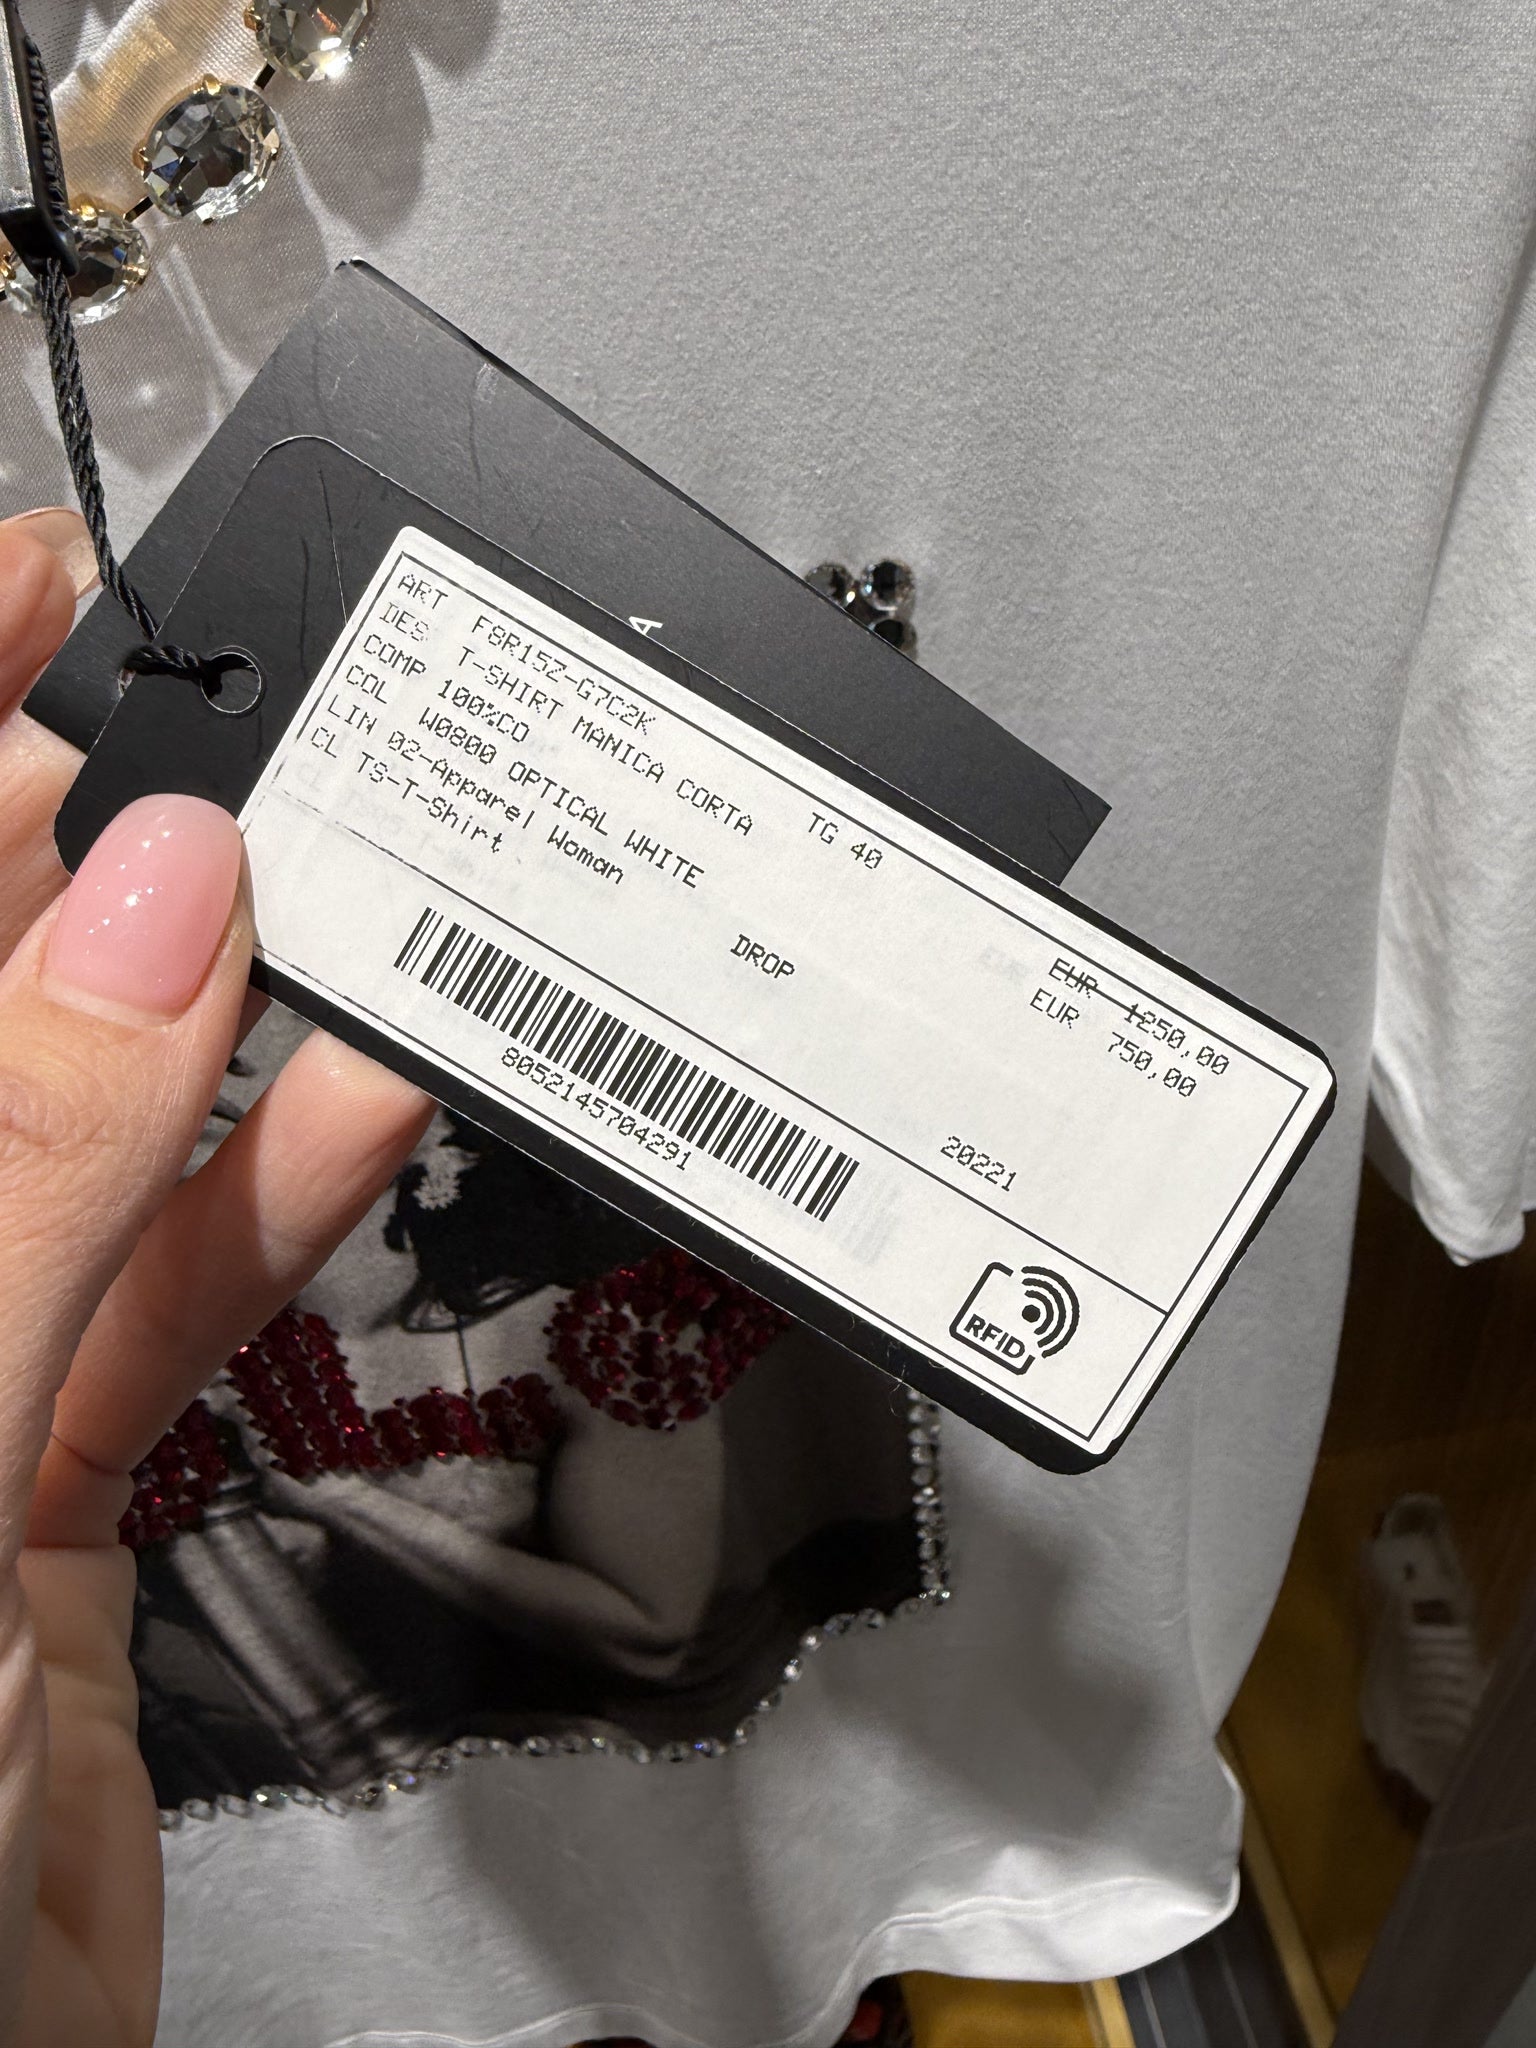 A
ART F8R15Z-G7C2K
DES T-SHIRT MANICA CORTA TG 40
COMP 100%CO
COL W0800 OPTICAL WHITE
LIN 02-Apparel Woman
CL TS-T-Shirt
DROP
EUR 1250,00
EUR 750,00
20221
8052145704291
RFID